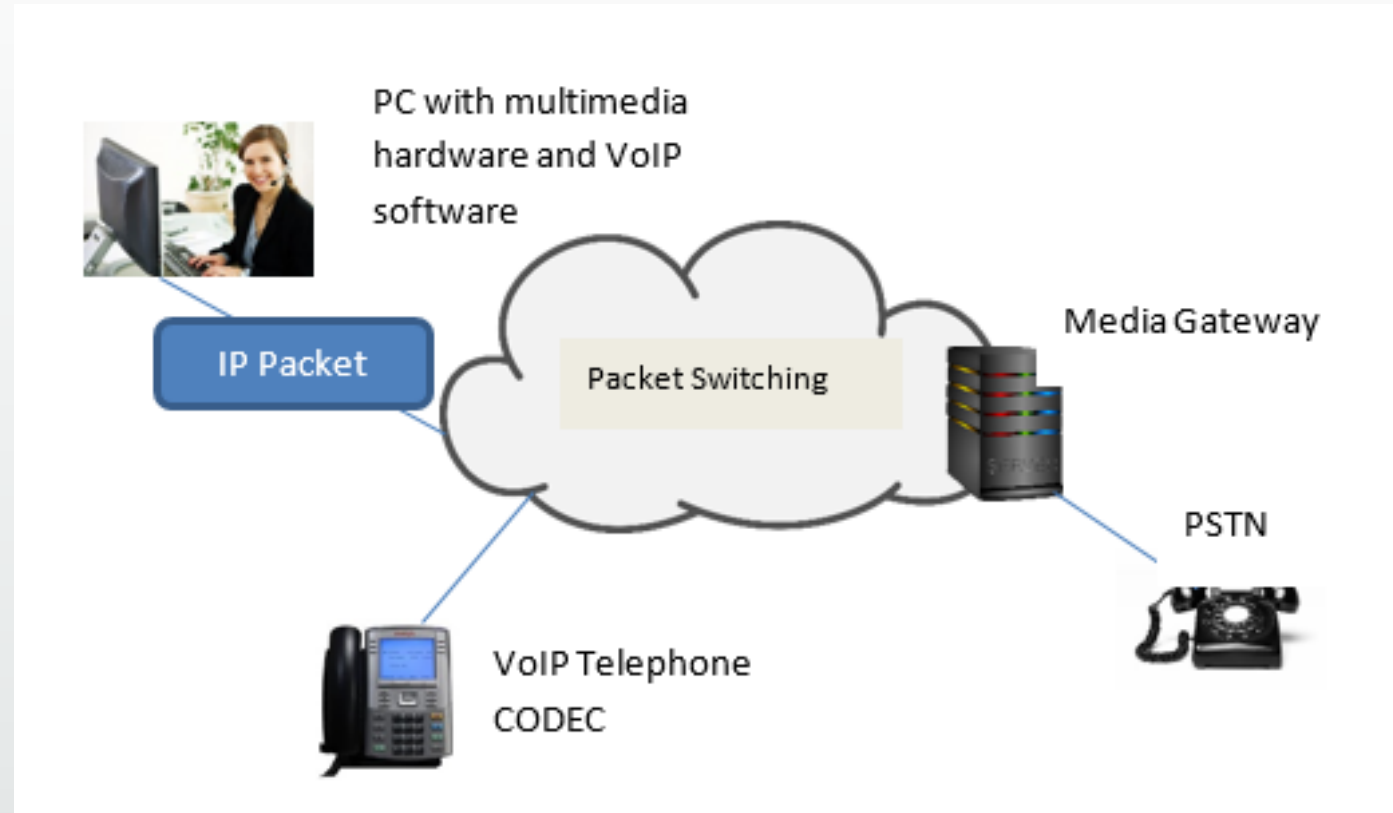 PC with multimedia
hardware and VoIP
software
IP Packet
Packet Switching
Media Gateway
PSTN
VoIP Telephone
CODEC